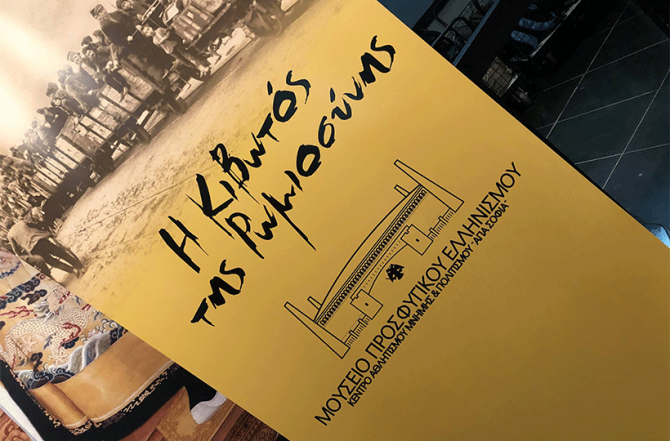 Η Κιβωτός
της Ρωμιοσύνης
ΜΟΥΣΕΙΟ ΠΡΟΣΦΥΓΙΚΟΥ ΕΛΛΗΝΙΣΜΟΥ
ΚΕΝΤΡΟ ΑΘΛΗΤΙΣΜΟΥ ΜΝΗΜΗΣ & ΠΟΛΙΤΙΣΜΟΥ "ΑΓΙΑ ΣΟΦΙΑ"